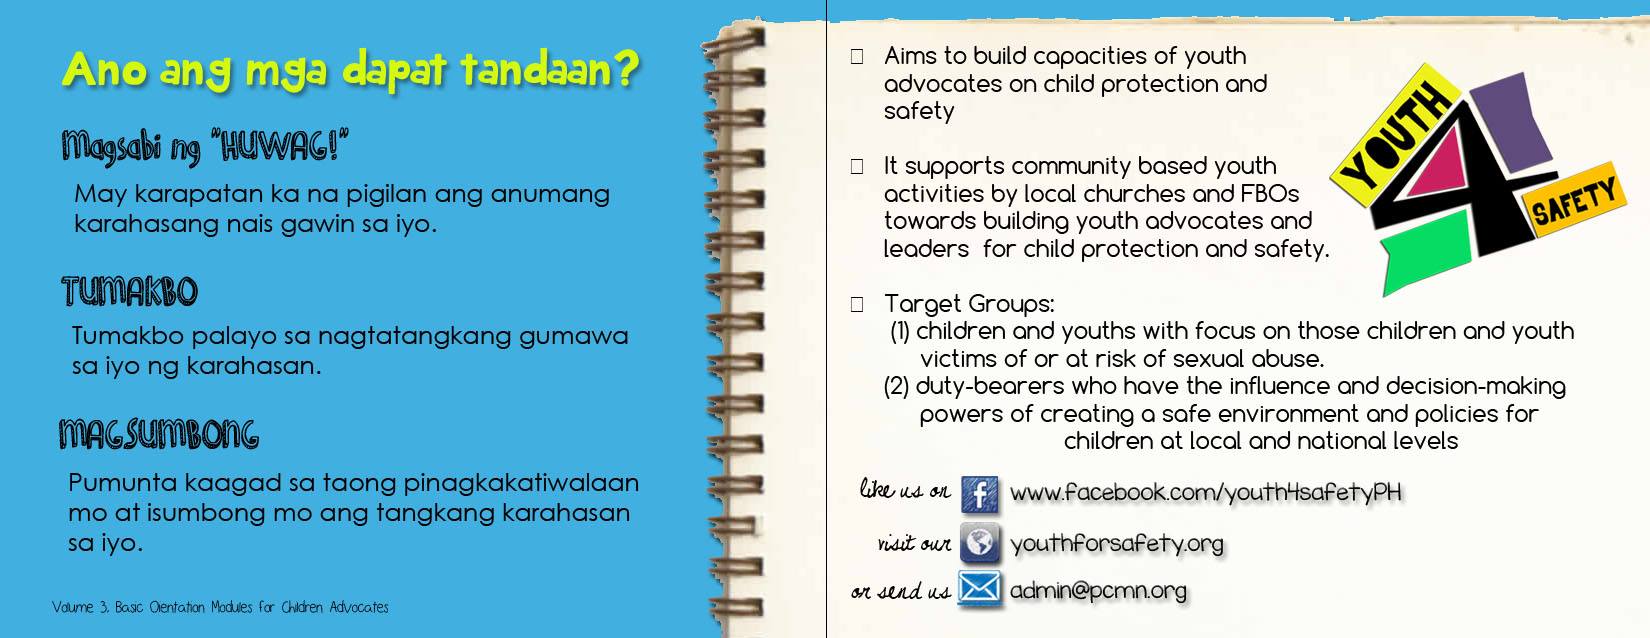 Ano ang mga dapat tandaan?
Magsabi ng "HUWAG!"
May karapatan ka na pigilan ang anumang
karahasang nais gawin sa iyo.
TUMAKBO
Tumakbo palayo sa nagtatangkang gumawa
sa iyo ng karahasan.
MAGSUMBONG
Pumunta kaagad sa taong pinagkakatiwalaan
mo at isumbong mo ang tangkang karahasan
sa iyo.
Volume 3, Basic Oientation Modules for Children Advocates
Aims to build capacities of youth
advocates on child protection and
safety
It supports community based youth
activities by local churches and FBOs
towards building youth advocates and
leaders for child protection and safety.
Target Groups:
(1) children and youths with focus on those children and youth
victims of or at risk of sexual abuse.
(2) duty-bearers who have the influence and decision-making
powers of creating a safe environment and policies for
children at local and national levels
YOUTH
4
SAFETY
like us on www.facebook.com/youth4safetyPH
visit our youthforsafety.org
or send us admin@pcmn.org